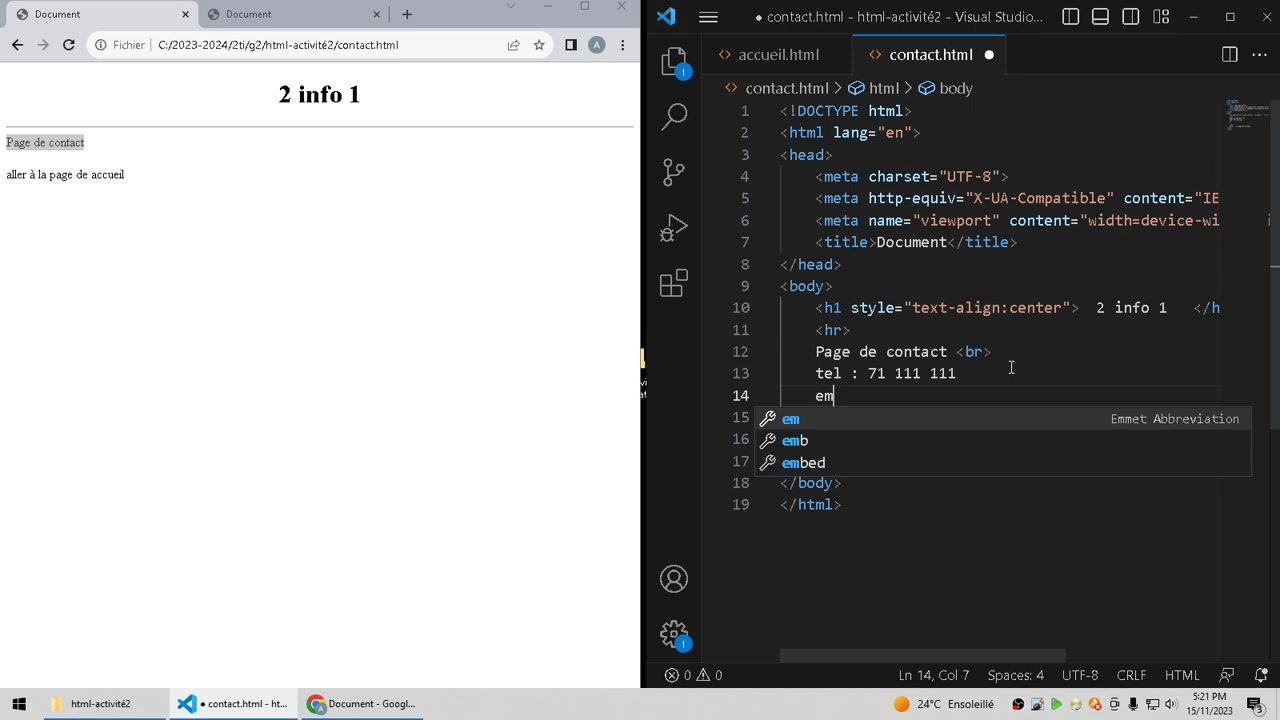 Document
Document
Fichier
C:/2023-2024/2ti/g2/html-activité2/contact.html
A
2 info 1
Page de contact
aller à la page de accueil
● contact.html - html-activité2 - Visual Studio...
accueil.html
contact.html
contact.html > html > body
1 <!DOCTYPE html>
2 <html lang="en">
3 <head>
4 <meta charset="UTF-8">
5 <meta http-equiv="X-UA-Compatible" content="IE
6 <meta name="viewport" content="width=device-wi
7 <title>Document</title>
8 </head>
9 <body>
10 <h1 style="text-align:center"> 2 info 1 </h
11 <hr>
12 Page de contact <br>
13 tel : 71 111 111
14 em
15
16
17
em Emmet Abbreviation
emb
embed
18 </body>
19 </html>
1
1
0 0
Ln 14, Col 7
Spaces: 4
UTF-8
CRLF
HTML
html-activité2
● contact.html - ht...
Document - Googl...
24°C Ensoleillé
5:21 PM
15/11/2023
3